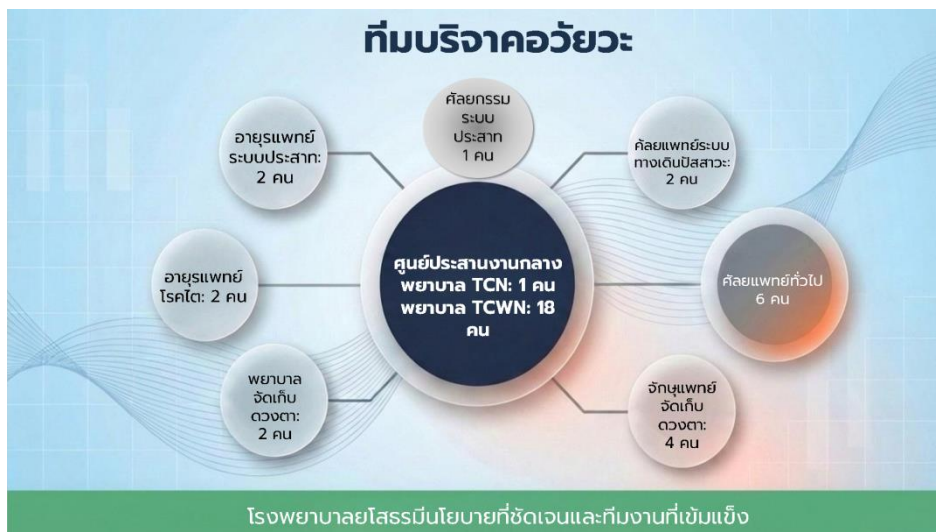 ทีมบริจาคอวัยวะ
ศัลยกรรม
ระบบ
ประสาท
1 คน
อายุรแพทย์
ระบบประสาท:
2 คน
ศัลยแพทย์ระบบ
ทางเดินปัสสาวะ:
2 คน
ศูนย์ประสานงานกลาง
พยาบาล TCN: 1 คน
พยาบาล TCWN: 18
คน
อายุรแพทย์
โรคไต: 2 คน
ศัลยแพทย์ทั่วไป
6 คน
พยาบาล
จัดเก็บ
ดวงตา:
2 คน
จักษุแพทย์
จัดเก็บ
ดวงตา:
4 คน
โรงพยาบาลยโสธรมีนโยบายที่ชัดเจนและทีมงานที่เข้มแข็ง